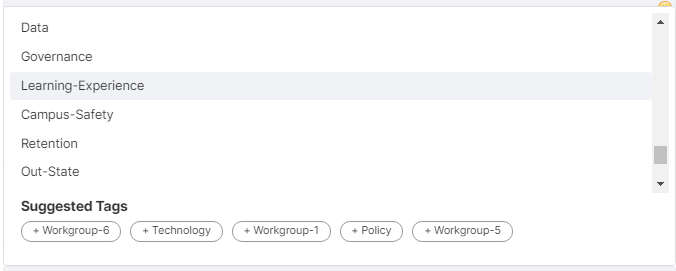 Data
Governance
Learning-Experience
Campus-Safety
Retention
Out-State
Suggested Tags
+ Workgroup-6 + Technology + Workgroup-1 + Policy + Workgroup-5